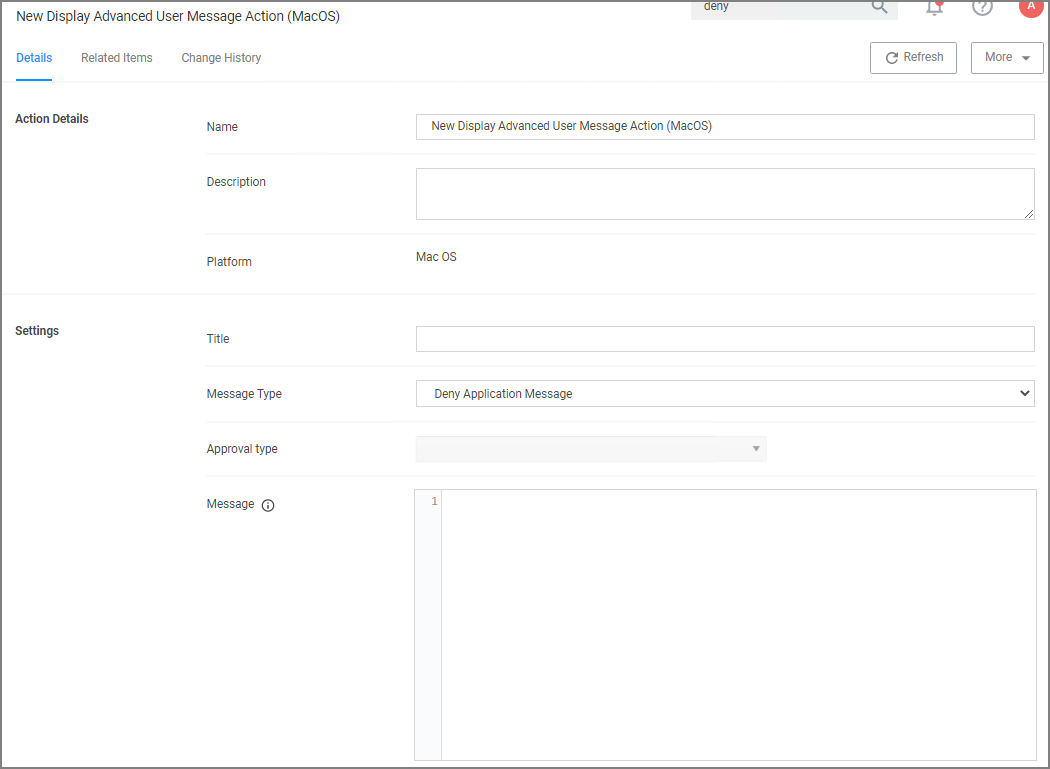 New Display Advanced User Message Action (MacOS)
deny
A
Details Related Items Change History
Refresh More
Action Details
Name New Display Advanced User Message Action (MacOS)
Description
Platform Mac OS
Settings
Title
Message Type Deny Application Message
Approval type
Message
1